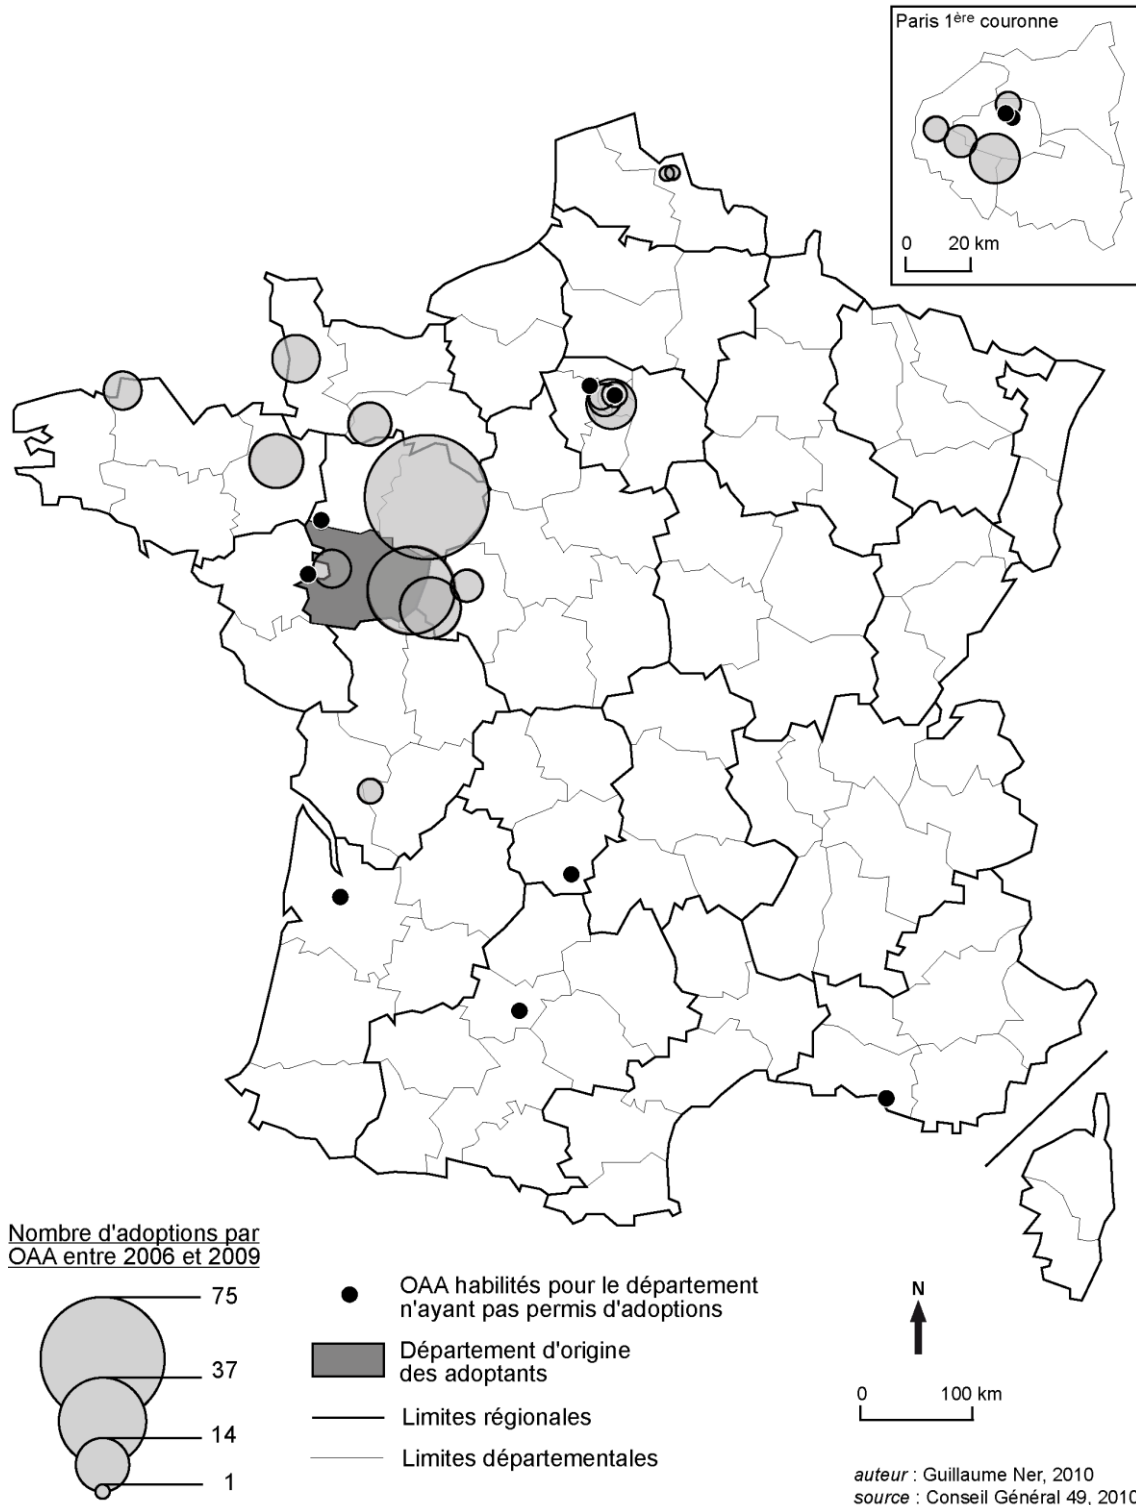 Paris 1ère couronne
0 20 km
Nombre d'adoptions par
OAA entre 2006 et 2009
75
37
14
1
OAA habilités pour le département
n'ayant pas permis d'adoptions
Département d'origine
des adoptants
Limites régionales
Limites départementales
N
0 100 km
auteur : Guillaume Ner, 2010
source : Conseil Général 49, 2010